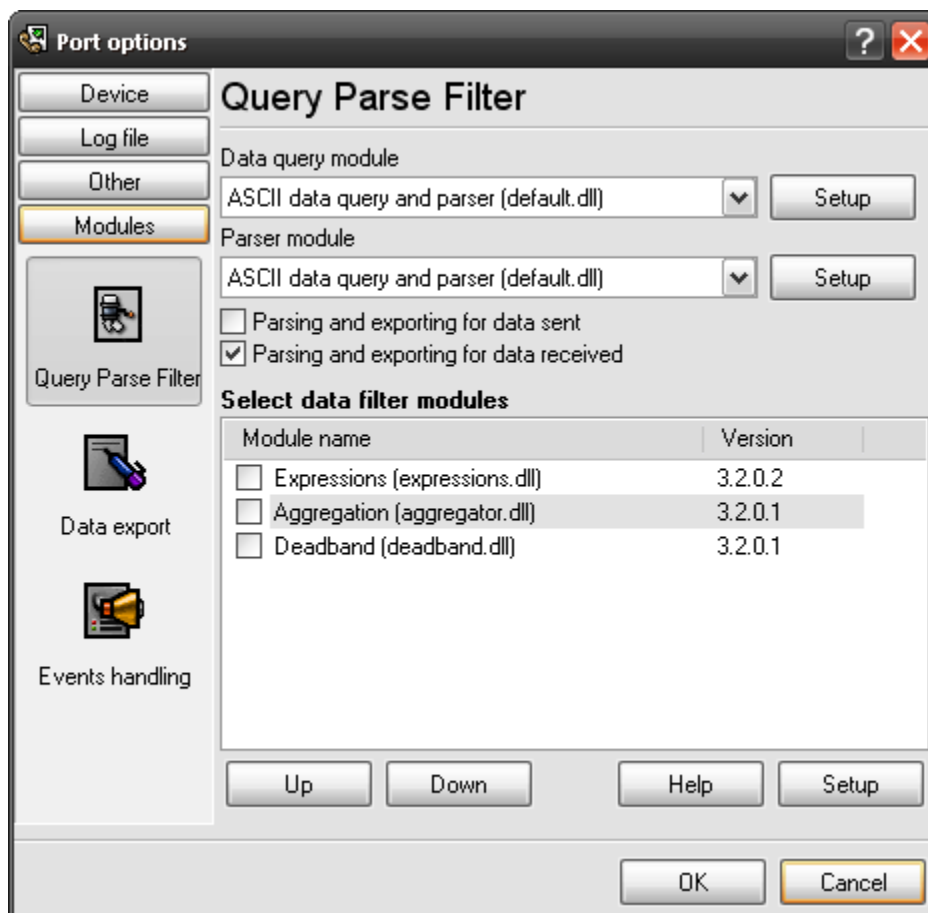 Port options
Device
Log file
Other
Modules
Query Parse Filter
Data export
Events handling
Query Parse Filter
Data query module
ASCII data query and parser (default.dll) Setup
Parser module
ASCII data query and parser (default.dll) Setup
Parsing and exporting for data sent
Parsing and exporting for data received
Select data filter modules
Module name Version
Expressions (expressions.dll) 3.2.0.2
Aggregation (aggregator.dll) 3.2.0.1
Deadband (deadband.dll) 3.2.0.1
Up Down Help Setup
OK Cancel